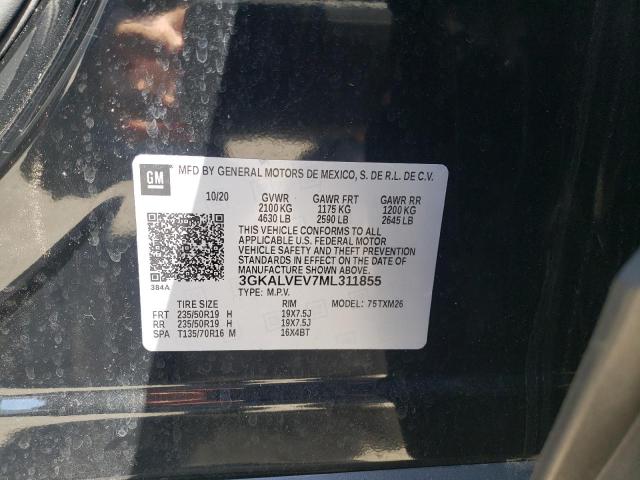 GM
MFD BY GENERAL MOTORS DE MEXICO, S. DE R.L. DE C.V.
10/20 GVWR GAWR FRT GAWR RR
2100 KG 1175 KG 1200 KG
4630 LB 2590 LB 2645 LB
THIS VEHICLE CONFORMS TO ALL
APPLICABLE U.S. FEDERAL MOTOR
VEHICLE SAFETY AND THEFT PREVENTION
STANDARDS IN EFFECT ON THE DATE OF
MANUFACTURE SHOWN ABOVE.
384A 3GKALVEV7ML311855
TYPE: M.P.V.
TIRE SIZE RIM MODEL: 75TXM26
FRT 235/50R19 H 19X7.5J
RR 235/50R19 H 19X7.5J
SPA T135/70R16 M 16X4BT